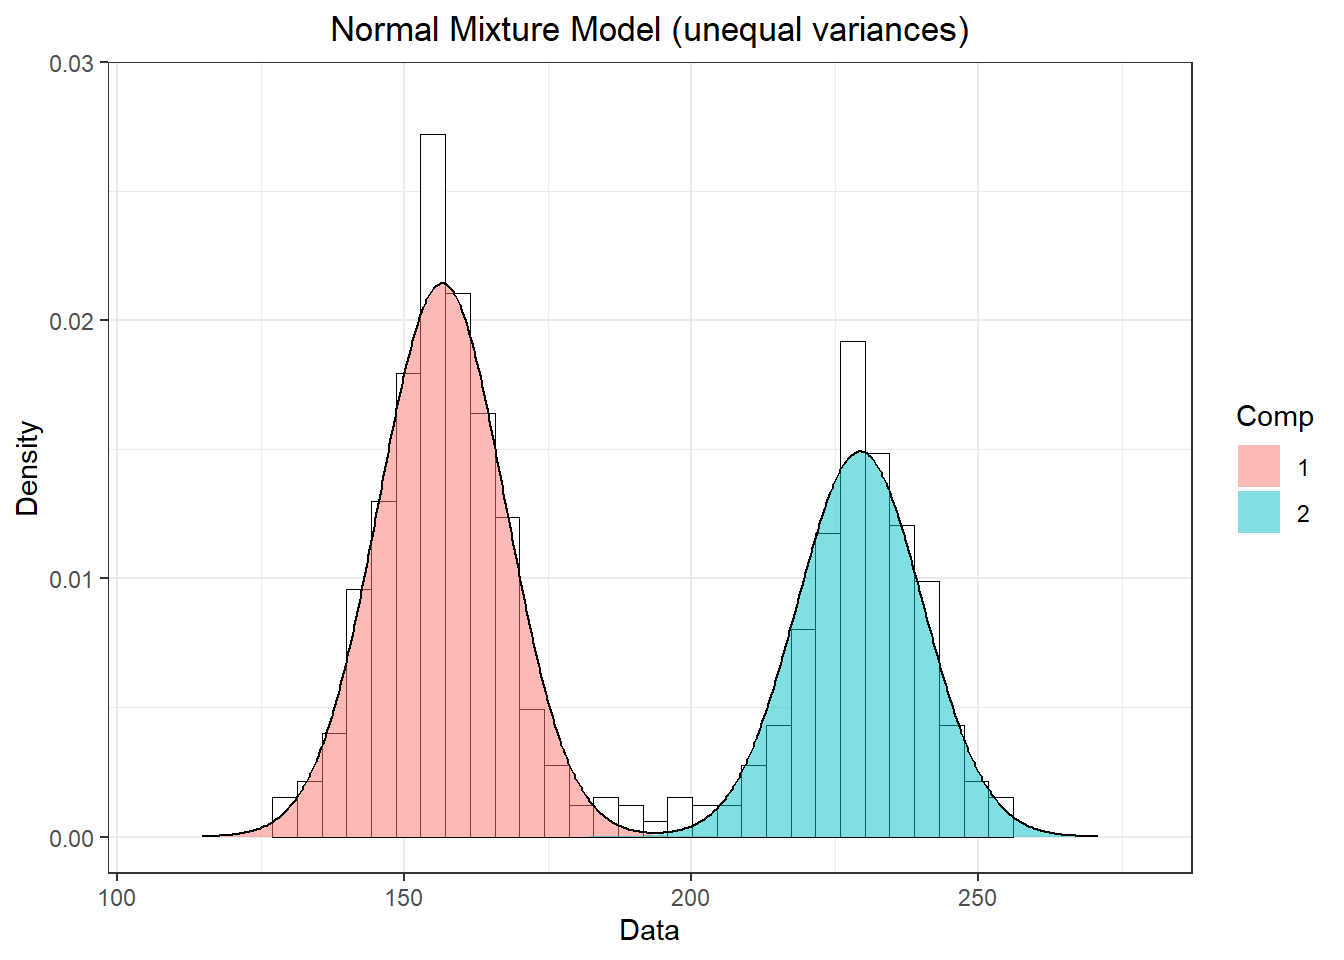 Normal Mixture Model (unequal variances)
0.03
0.02
0.01
0.00
Density
100 150 200 250
Data
Comp
1
2